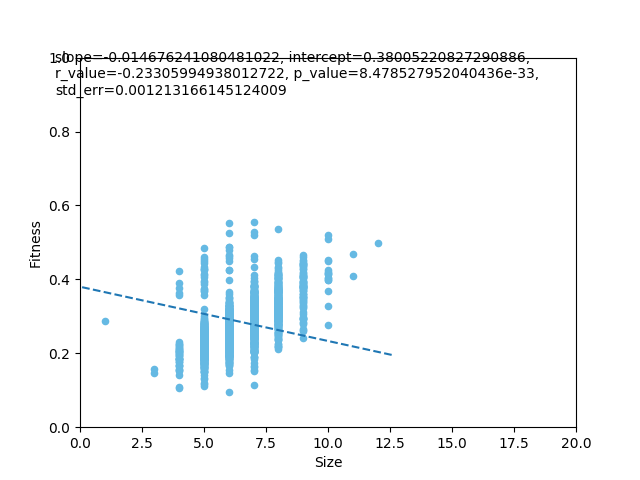 slope=-0.014676241080481022, intercept=0.38005220827290886,
r_value=-0.23305994938012722, p_value=8.478527952040436e-33,
std_err=0.001213166145124009
1.0
0.8
0.6
0.4
0.2
0.0
Fitness
0.0 2.5 5.0 7.5 10.0 12.5 15.0 17.5 20.0
Size